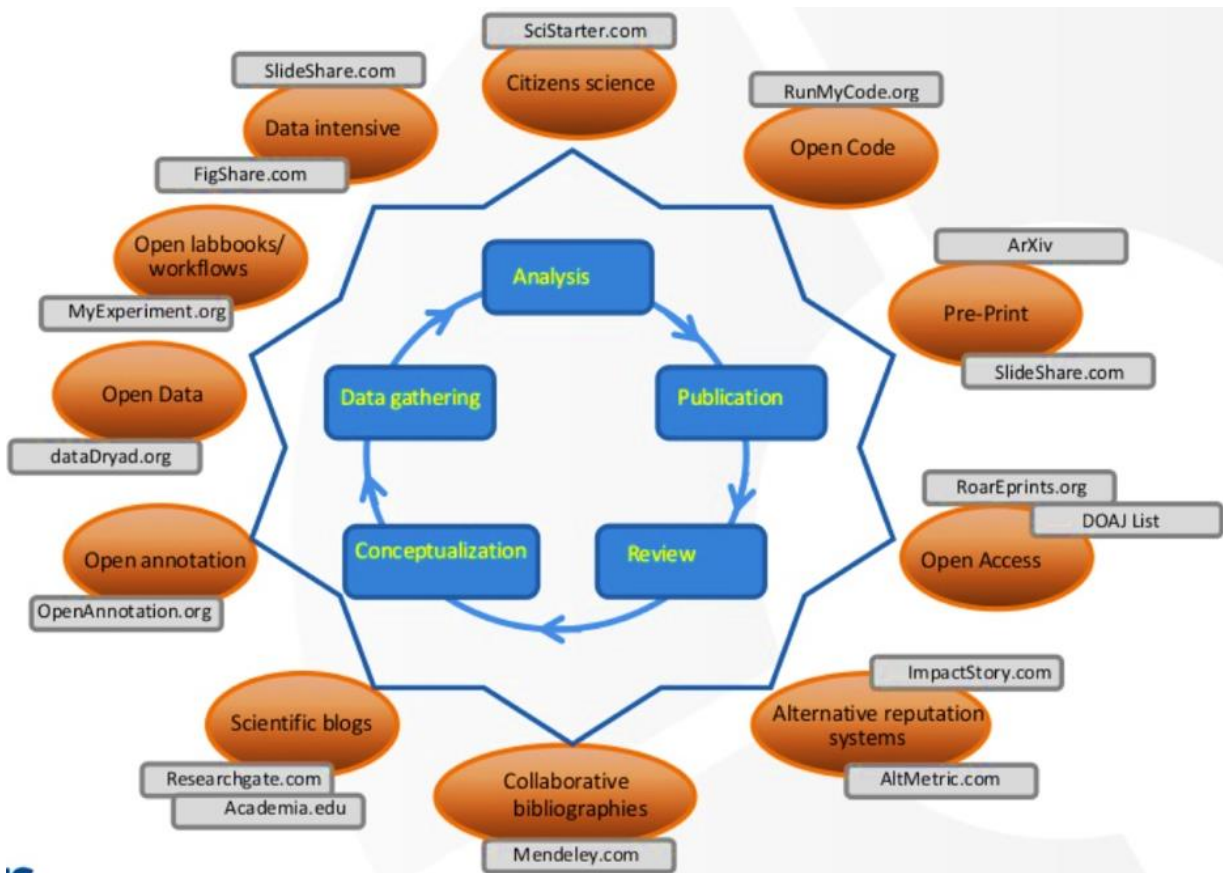 SciStarter.com
Citizens science
SlideShare.com
Data intensive
FigShare.com
RunMyCode.org
Open Code
Open labbooks/
workflows
MyExperiment.org
ArXiv
Pre-Print
SlideShare.com
Analysis
Data gathering
Publication
Conceptualization
Review
Open Data
dataDryad.org
RoarEprints.org
DOAJ List
Open Access
Open annotation
OpenAnnotation.org
ImpactStory.com
Alternative reputation
systems
AltMetric.com
Scientific blogs
Researchgate.com
Academia.edu
Collaborative
bibliographies
Mendeley.com